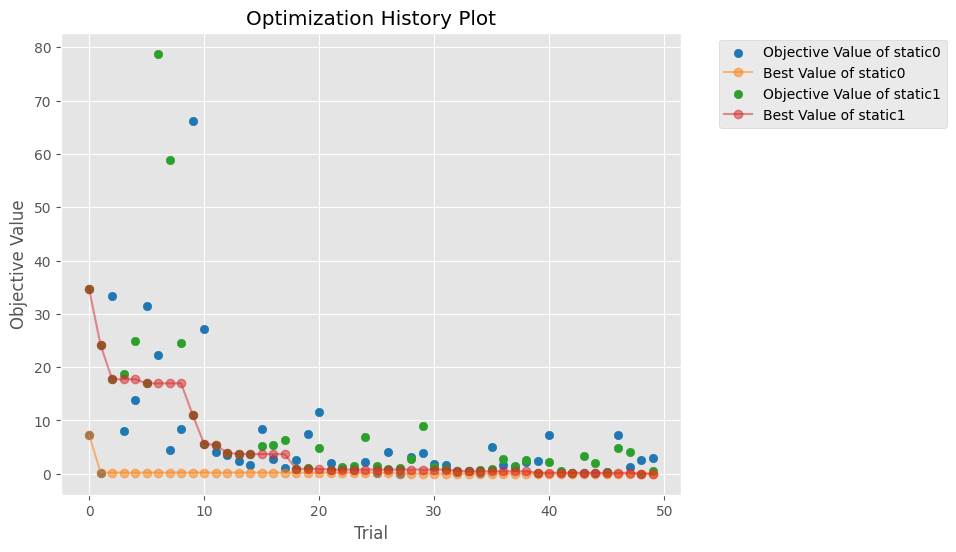 Optimization History Plot
Objective Value
80
70
60
50
40
30
20
10
0
0
10
20
30
40
50
Trial
Objective Value of static0
Best Value of static0
Objective Value of static1
Best Value of static1